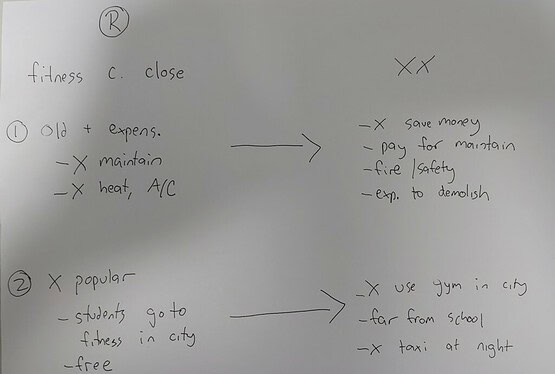 R
fitness c. close
XX
① old + expens.
- X maintain
- X heat, A/C
- X save money
- pay for maintain
- fire / safety
- exp. to demolish
② X popular
- students go to
fitness in city
- free
- X use gym in city
- far from school
- X taxi at night